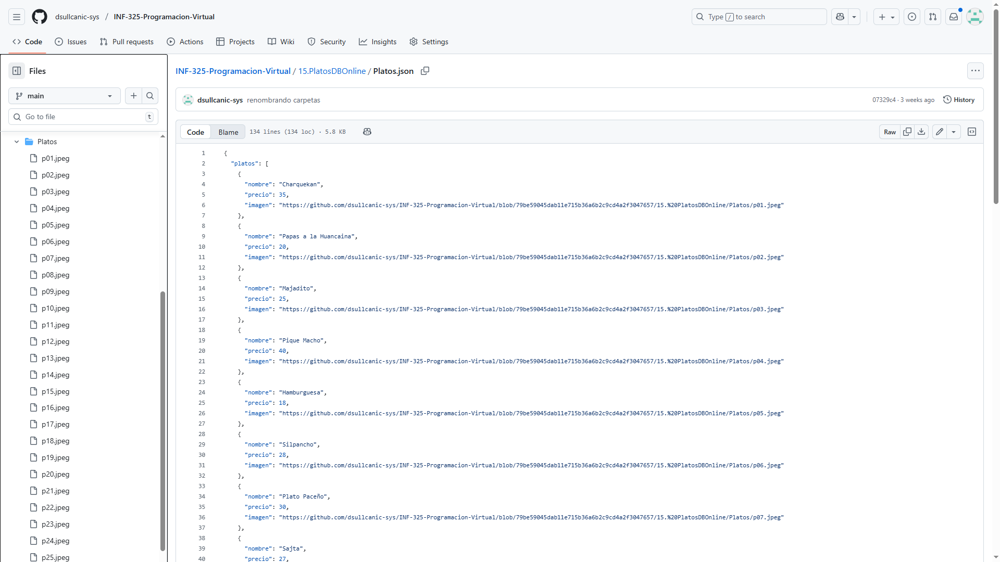 dsullcanic-sys / INF-325-Programacion-Virtual
Type / to search
Code
Issues
Pull requests
Actions
Projects
Wiki
Security
Insights
Settings
Files
main
Go to file
t
Platos
p01.jpeg
p02.jpeg
p03.jpeg
p04.jpeg
p05.jpeg
p06.jpeg
p07.jpeg
p08.jpeg
p09.jpeg
p10.jpeg
p11.jpeg
p12.jpeg
p13.jpeg
p14.jpeg
p15.jpeg
p16.jpeg
p17.jpeg
p18.jpeg
p19.jpeg
p20.jpeg
p21.jpeg
p22.jpeg
p23.jpeg
p24.jpeg
p25.jpeg
INF-325-Programacion-Virtual / 15.PlatosDBOnline / Platos.json
dsullcanic-sys renombrando carpetas
07329c4 · 3 weeks ago
History
Code Blame 134 lines (134 loc) · 5.8 KB
Raw
1 {
2 "platos": [
3 {
4 "nombre": "Charquekan",
5 "precio": 35,
6 "imagen": "https://github.com/dsullcanic-sys/INF-325-Programacion-Virtual/blob/79be59045dab11e715b36a6b2c9cd4a2f3047657/15.%20PlatosDBOnline/Platos/p01.jpeg"
7 },
8 {
9 "nombre": "Papas a la Huancaina",
10 "precio": 20,
11 "imagen": "https://github.com/dsullcanic-sys/INF-325-Programacion-Virtual/blob/79be59045dab11e715b36a6b2c9cd4a2f3047657/15.%20PlatosDBOnline/Platos/p02.jpeg"
12 },
13 {
14 "nombre": "Majadito",
15 "precio": 25,
16 "imagen": "https://github.com/dsullcanic-sys/INF-325-Programacion-Virtual/blob/79be59045dab11e715b36a6b2c9cd4a2f3047657/15.%20PlatosDBOnline/Platos/p03.jpeg"
17 },
18 {
19 "nombre": "Pique Macho",
20 "precio": 40,
21 "imagen": "https://github.com/dsullcanic-sys/INF-325-Programacion-Virtual/blob/79be59045dab11e715b36a6b2c9cd4a2f3047657/15.%20PlatosDBOnline/Platos/p04.jpeg"
22 },
23 {
24 "nombre": "Hamburguesa",
25 "precio": 18,
26 "imagen": "https://github.com/dsullcanic-sys/INF-325-Programacion-Virtual/blob/79be59045dab11e715b36a6b2c9cd4a2f3047657/15.%20PlatosDBOnline/Platos/p05.jpeg"
27 },
28 {
29 "nombre": "Silpancho",
30 "precio": 28,
31 "imagen": "https://github.com/dsullcanic-sys/INF-325-Programacion-Virtual/blob/79be59045dab11e715b36a6b2c9cd4a2f3047657/15.%20PlatosDBOnline/Platos/p06.jpeg"
32 },
33 {
34 "nombre": "Plato Paceño",
35 "precio": 30,
36 "imagen": "https://github.com/dsullcanic-sys/INF-325-Programacion-Virtual/blob/79be59045dab11e715b36a6b2c9cd4a2f3047657/15.%20PlatosDBOnline/Platos/p07.jpeg"
37 },
38 {
39 "nombre": "Sajta",
40 "precio": 27,